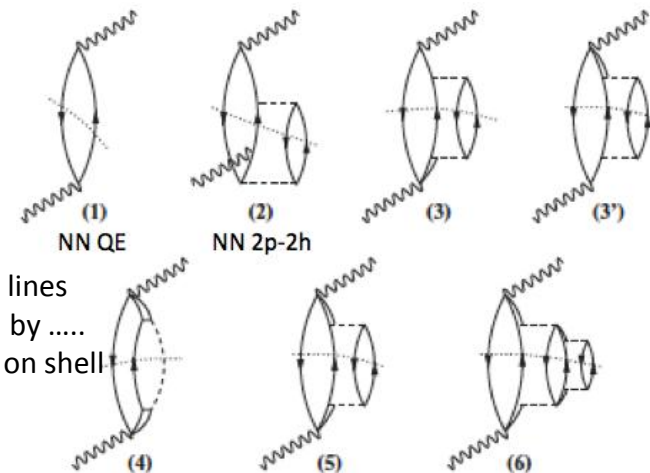 (1)
(2)
(3)
(3')
NN QE
NN 2p-2h
lines
by .....
on shell
(4)
(5)
(6)